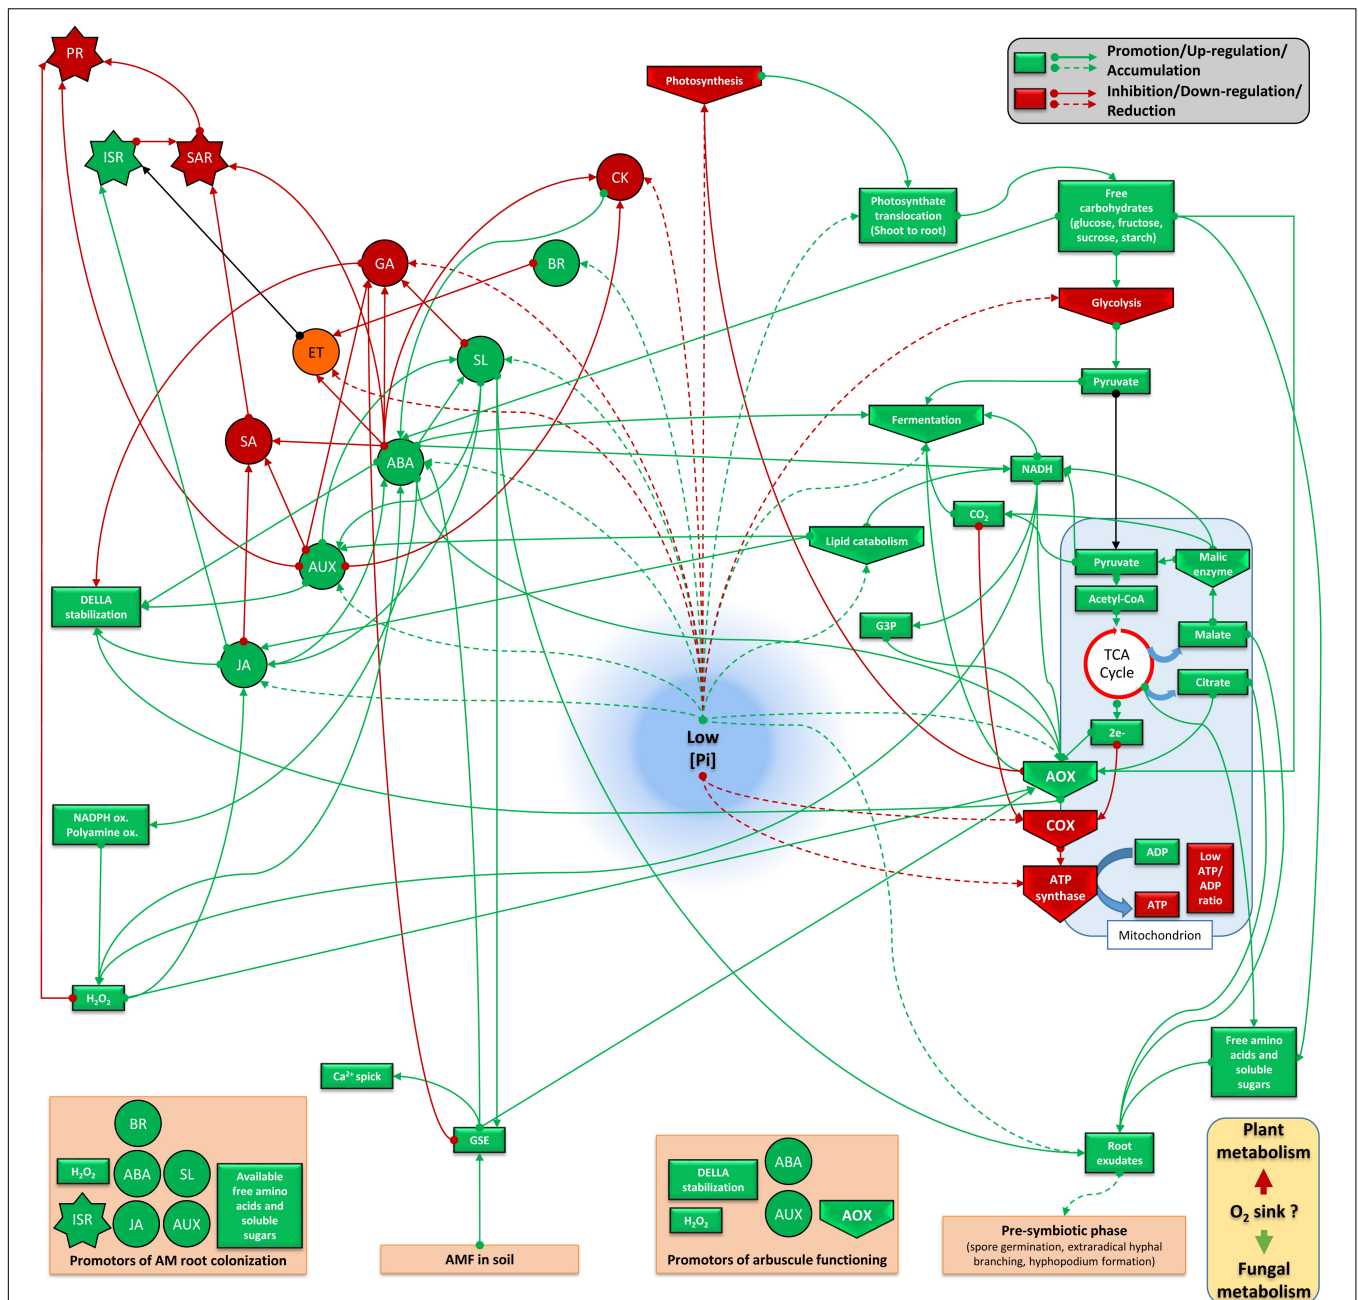 PR
ISR
SAR
Photosynthesis
Promotion/Up-regulation/
Accumulation
Inhibition/Down-regulation/
Reduction
CK
Photosynthate
translocation
(Shoot to root)
Free
carbohydrates
(glucose, fructose,
sucrose, starch)
GA
BR
Glycolysis
ET
SL
Pyruvate
Fermentation
SA
ABA
NADH
CO2
Lipid catabolism
AUX
Pyruvate
Malic
enzyme
DELLA
stabilization
Acetyl-CoA
G3P
Malate
JA
TCA
Cycle
Citrate
2e-
Low
[Pi]
AOX
NADPH ox.
Polyamine ox.
COX
ADP
Low
ATP/
ADP
ratio
ATP
synthase
ATP
Mitochondrion
H2O2
Ca2+ spick
Free amino
acids and
soluble
sugars
GSE
Root
exudates
BR
H2O2
ABA
SL
Available
free amino
acids and
soluble
sugars
ISR
JA
AUX
Promotors of AM root colonization
AMF in soil
DELLA
stabilization
ABA
H2O2
AUX
AOX
Promotors of arbuscule functioning
Pre-symbiotic phase
(spore germination, extraradical hyphal
branching, hyphopodium formation)
Plant
metabolism
O2 sink ?
Fungal
metabolism